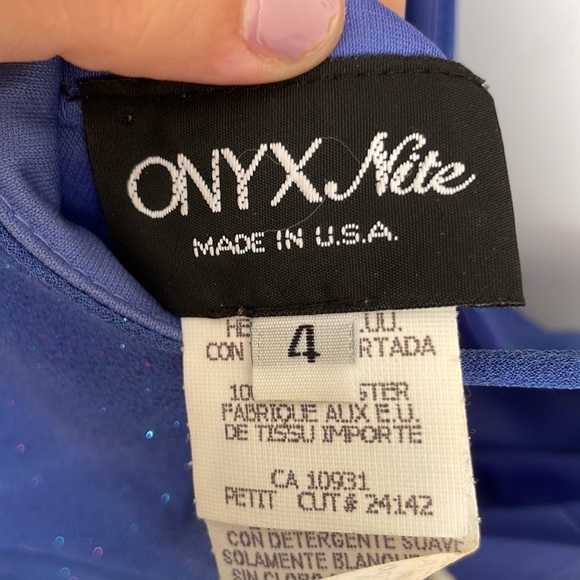 ONYX Nite
MADE IN U.S.A.
4
CON
FABRIQUE AUX E.U.
DE TISSU IMPORTE
CA 10931
PETIT CUT# 24142
CON DETERGENTE SUAVE
SOLAMENTE
SIN